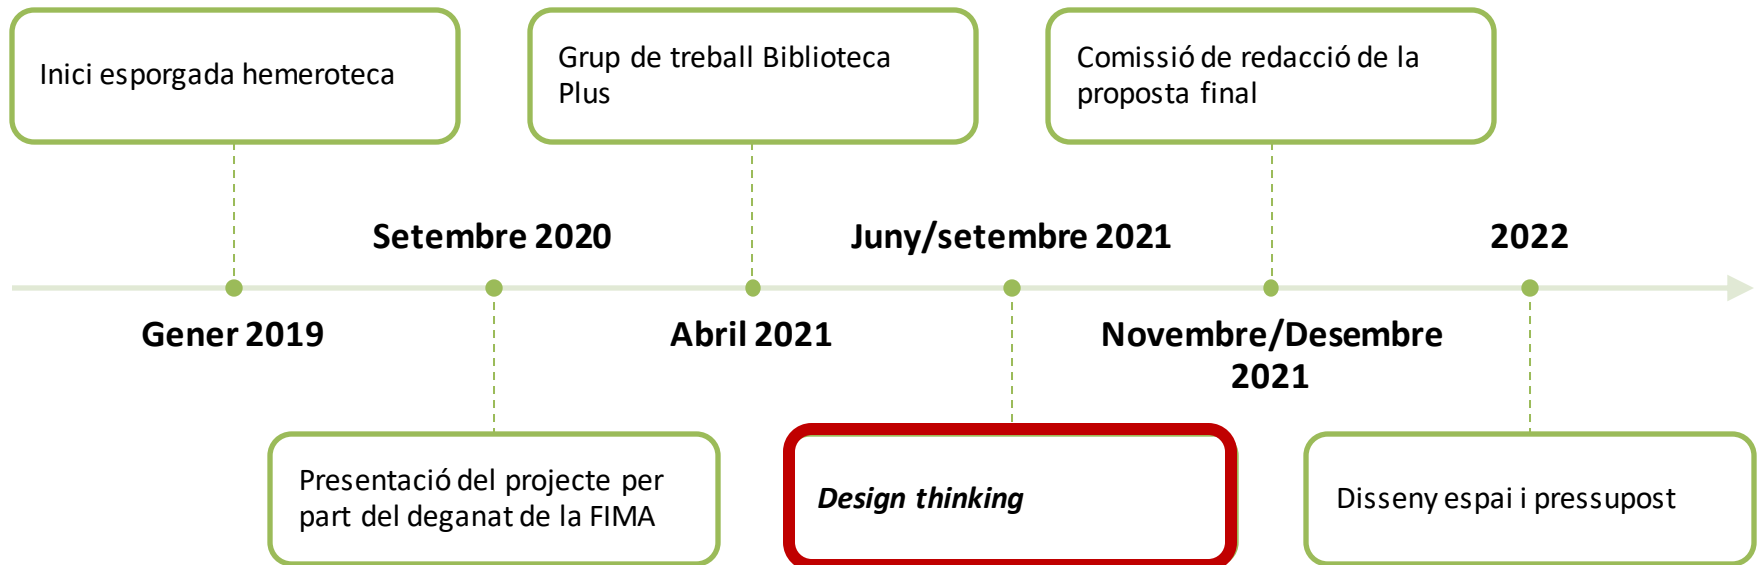 Inici esporgada hemeroteca
Grup de treball Biblioteca
Plus
Comissió de redacció de la
proposta final
Setembre 2020
Juny/setembre 2021
2022
Gener 2019
Abril 2021
Novembre/Desembre
2021
Presentació del projecte per
part del deganat de la FIMA
Design thinking
Disseny espai i pressupost